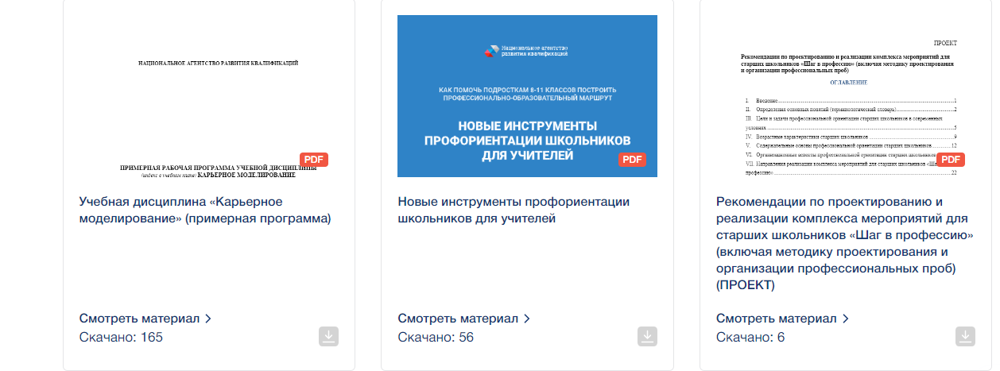 НАЦИОНАЛЬНОЕ АГЕНТСТВО РАЗВИТИЯ КВАЛИФИКАЦИЙ
PDF
ПРИМЕРНАЯ РАБОЧАЯ ПРОГРАММА УЧЕБНОЙ ДИСЦИПЛИНЫ
(индекс в учебном плане) КАРЬЕРНОЕ МОДЕЛИРОВАНИЕ
Учебная дисциплина «Карьерное
моделирование» (примерная программа)
Смотреть материал
Скачано: 165
Национальное агентство
развития квалификаций
КАК ПОМОЧЬ ПОДРОСТКАМ 8-11 КЛАССОВ ПОСТРОИТЬ
ПРОФЕССИОНАЛЬНО-ОБРАЗОВАТЕЛЬНЫЙ МАРШРУТ
НОВЫЕ ИНСТРУМЕНТЫ
ПРОФОРИЕНТАЦИИ ШКОЛЬНИКОВ
ДЛЯ УЧИТЕЛЕЙ
PDF
Новые инструменты профориентации
школьников для учителей
Смотреть материал
Скачано: 56
ПРОЕКТ
Рекомендации по проектированию и реализации комплекса мероприятий для
старших школьников «Шаг в профессию» (включая методику проектирования
и организации профессиональных проб)
ОГЛАВЛЕНИЕ
I. Введение 1
II. Определения основных понятий (терминологический словарь) 2
III. Цели и задачи профессиональной ориентации старших школьников в современных
условиях 5
IV. Возрастные характеристики старших школьников 9
V. Содержательные основы профессиональной ориентации старших школьников 12
VI. Организационные аспекты профессиональной ориентации старших школьников
VII. Направления реализации комплекса мероприятий для старших школьников «Шаг
профессию» 22
PDF
Рекомендации по проектированию и
реализации комплекса мероприятий для
старших школьников «Шаг в профессию»
(включая методику проектирования и
организации профессиональных проб)
(ПРОЕКТ)
Смотреть материал
Скачано: 6